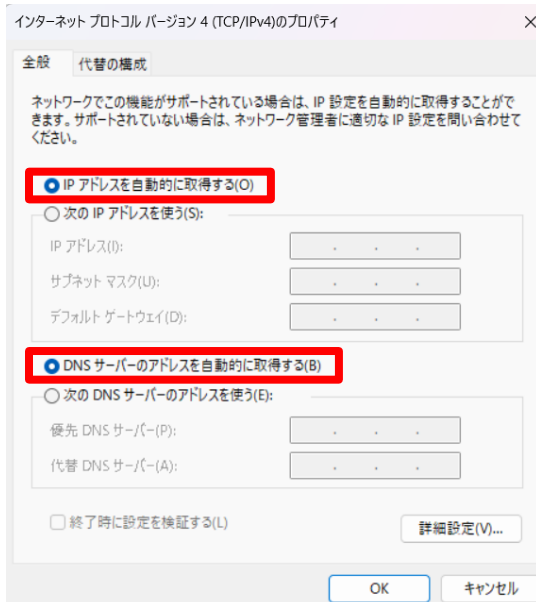 インターネット プロトコル バージョン 4 (TCP/IPv4)のプロパティ
全般
代替の構成
ネットワークでこの機能がサポートされている場合は、IP 設定を自動的に取得することがで
きます。サポートされていない場合は、ネットワーク管理者に適切な IP 設定を問い合わせて
ください。
IP アドレスを自動的に取得する(O)
次の IP アドレスを使う(S):
IP アドレス(I):
サブネット マスク(U):
デフォルト ゲートウェイ(D):
DNS サーバーのアドレスを自動的に取得する(B)
次の DNS サーバーのアドレスを使う(E):
優先 DNS サーバー(P):
代替 DNS サーバー(A):
終了時に設定を検証する(L)
詳細設定(V)...
OK
キャンセル